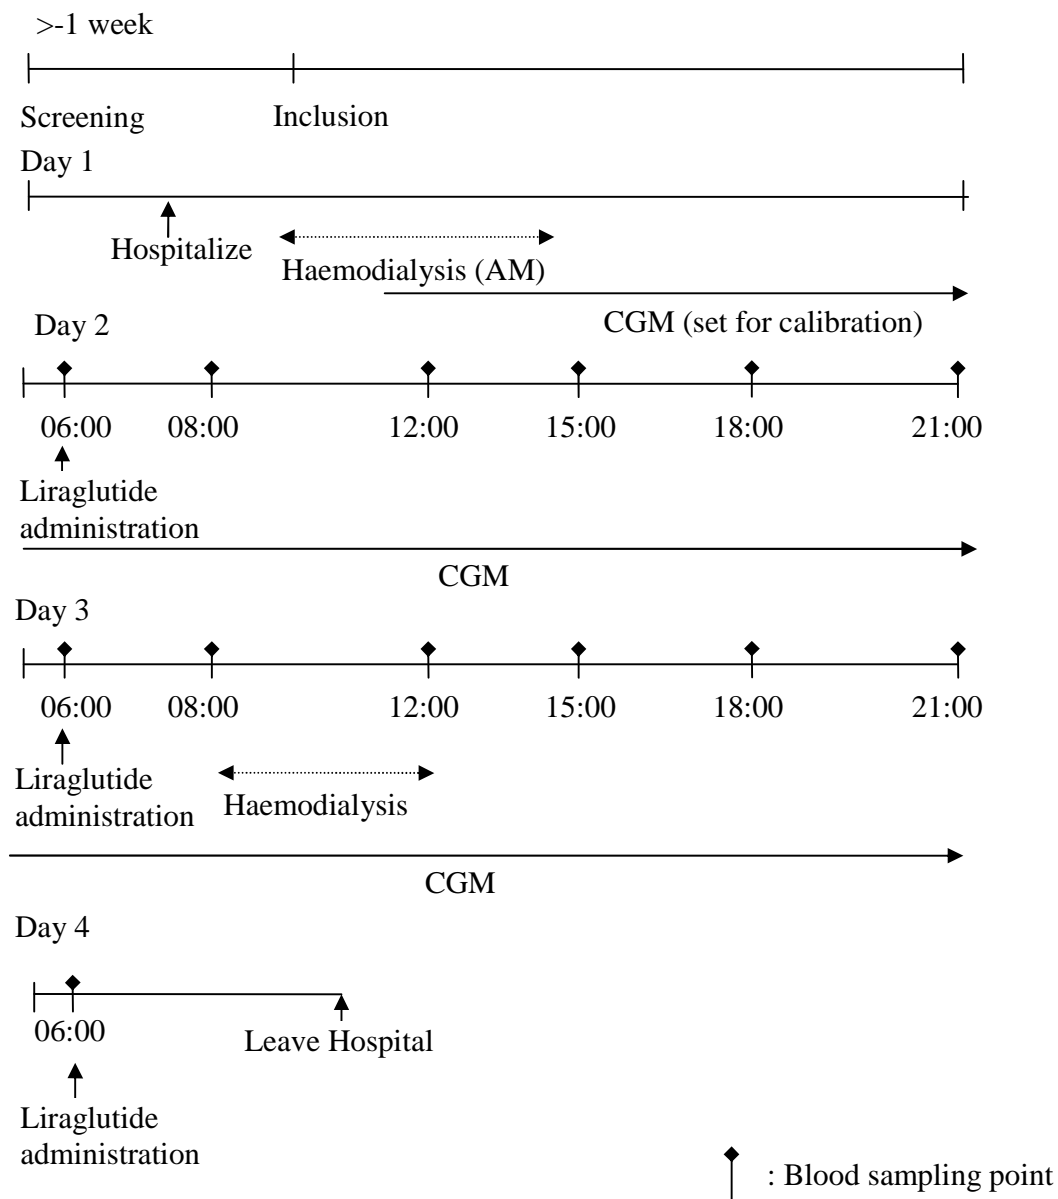 >-1 week
Screening
Inclusion
Day 1
Hospitalize
Haemodialysis (AM)
CGM (set for calibration)
Day 2
06:00 08:00 12:00 15:00 18:00 21:00
Liraglutide
administration
CGM
Day 3
06:00 08:00 12:00 15:00 18:00 21:00
Liraglutide
administration
Haemodialysis
CGM
Day 4
06:00
Leave Hospital
Liraglutide
administration
: Blood sampling point